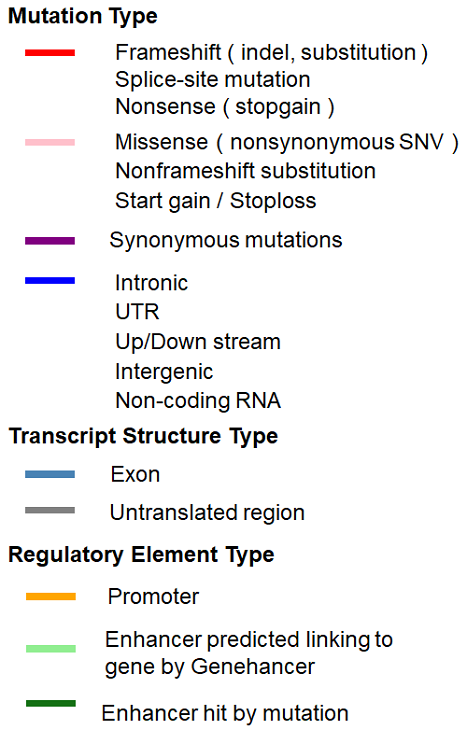 Mutation Type
Frameshift ( indel, substitution )
Splice-site mutation
Nonsense ( stopgain )
Missense ( nonsynonymous SNV )
Nonframeshift substitution
Start gain / Stoploss
Synonymous mutations
Intronic
UTR
Up/Down stream
Intergenic
Non-coding RNA
Transcript Structure Type
Exon
Untranslated region
Regulatory Element Type
Promoter
Enhancer predicted linking to
gene by Genehancer
Enhancer hit by mutation